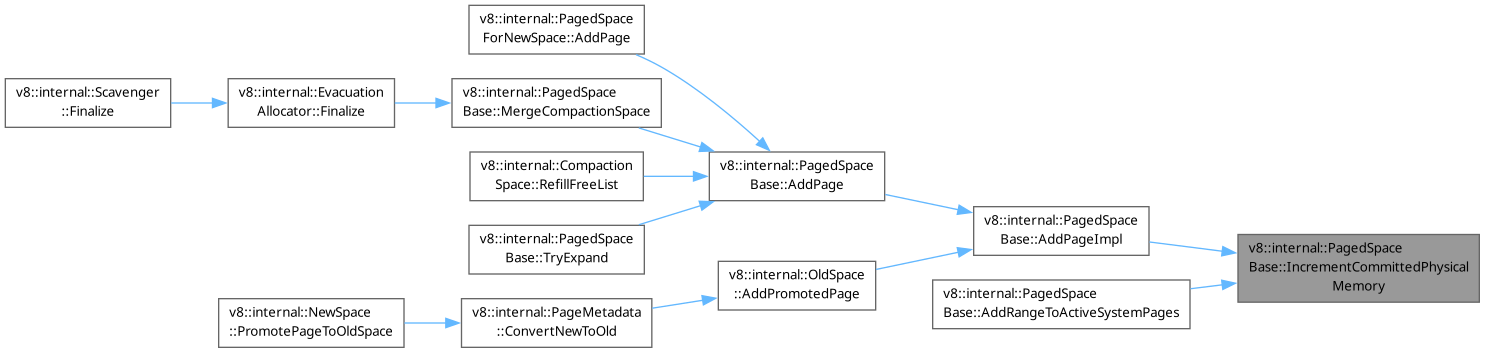 v8::internal::PagedSpace
ForNewSpace::AddPage
v8::internal::Scavenger
::Finalize
v8::internal::Evacuation
Allocator::Finalize
v8::internal::PagedSpace
Base::MergeCompactionSpace
v8::internal::Compaction
Space::RefillFreeList
v8::internal::PagedSpace
Base::AddPage
v8::internal::PagedSpace
Base::TryExpand
v8::internal::PagedSpace
Base::AddPageImpl
v8::internal::PagedSpace
Base::IncrementCommittedPhysical
Memory
v8::internal::OldSpace
::AddPromotedPage
v8::internal::PagedSpace
Base::AddRangeToActiveSystemPages
v8::internal::NewSpace
::PromotePageToOldSpace
v8::internal::PageMetadata
::ConvertNewToOld